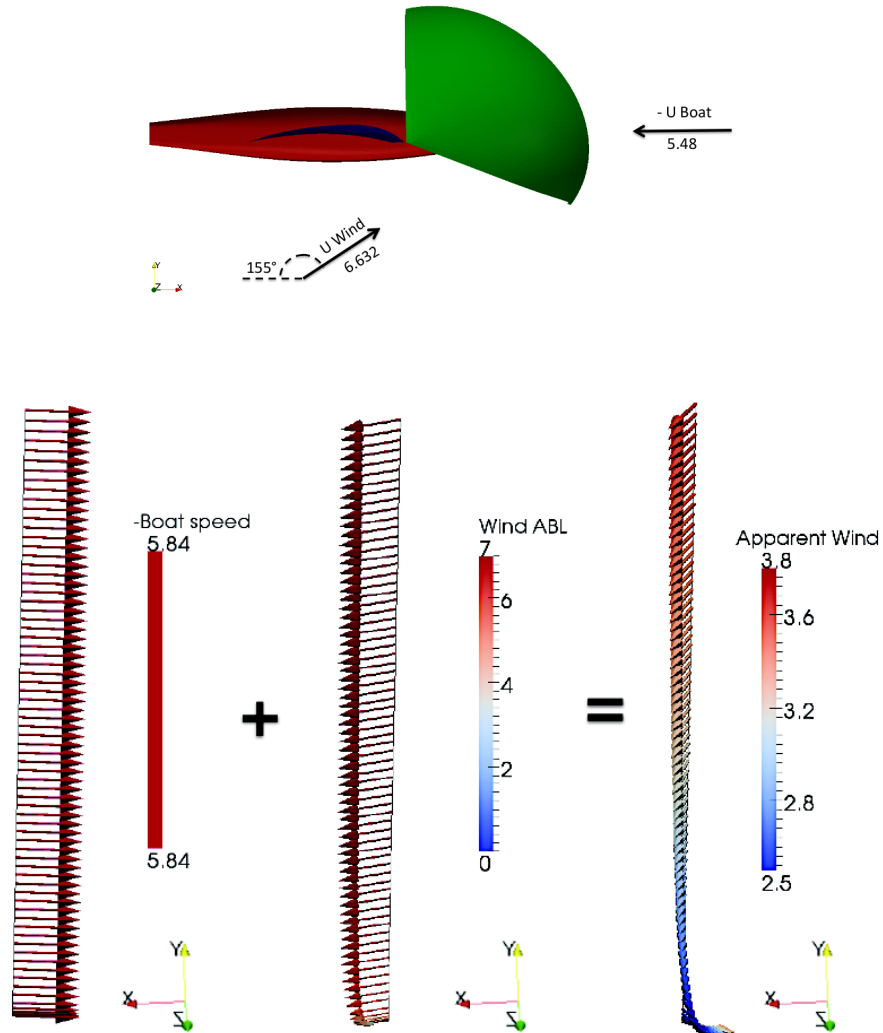 - U Boat
5.48
155°
U Wind
6.632
Y
Z
X
-Boat speed
5.84
5.84
+
Wind ABL
7
6
4
2
0
=
Apparent Wind
3.8
3.6
3.2
2.8
2.5
Y
X
Z
Y
X
Z
Y
X
Z